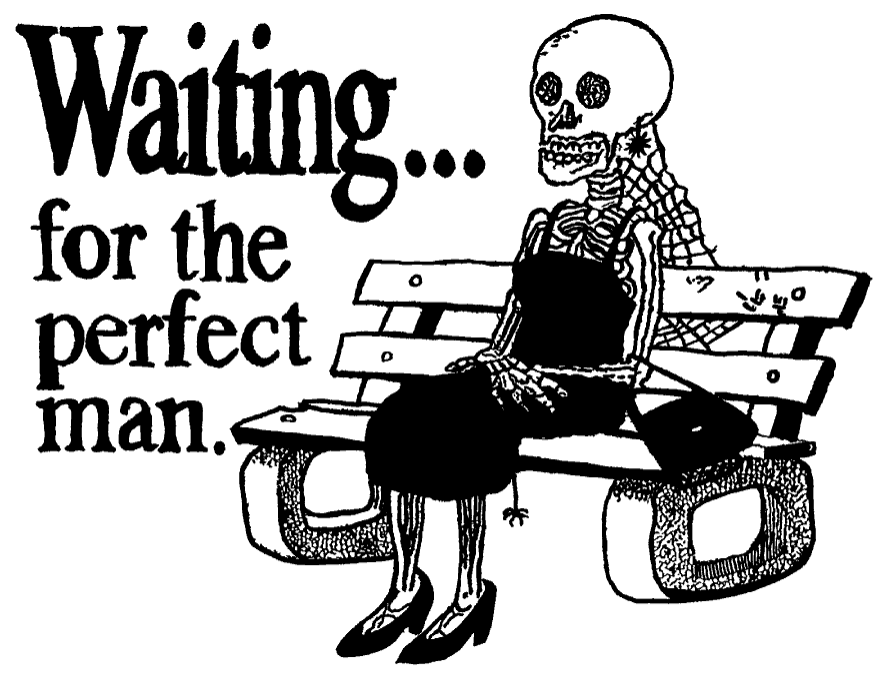 Waiting...
for the
perfect
man.